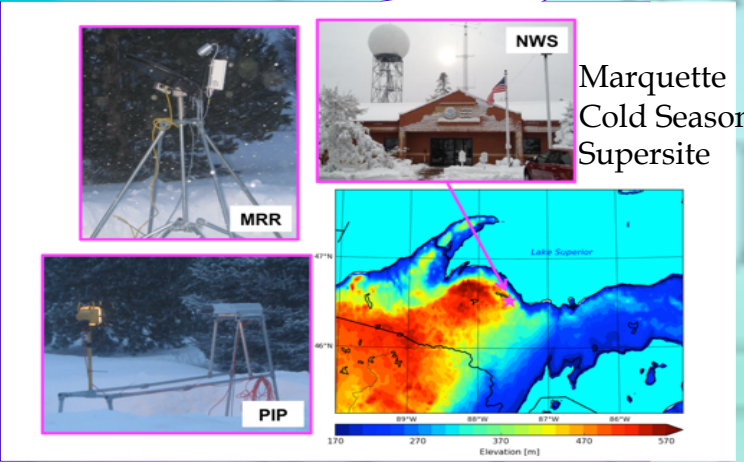 NWS
Marquette
Cold Season
Supersite
MRR
PIP
Lake Superior
47°N
46°N
89°W 88°W 87°W 86°W
170 270 370 470 570
Elevation [m]